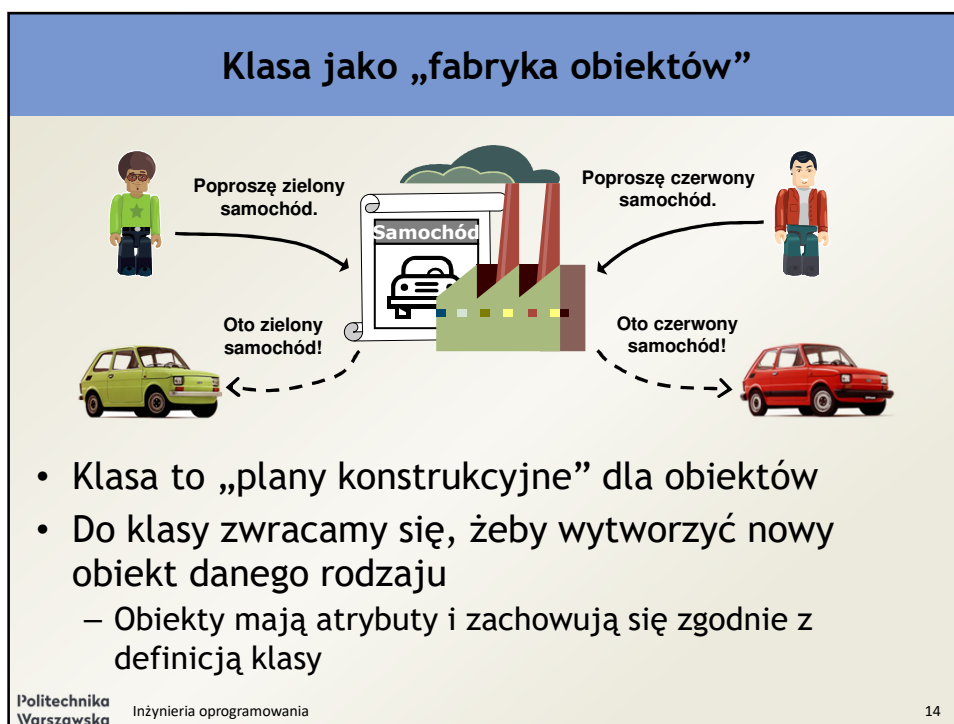 Klasa jako „fabryka obiektów”
Poproszę zielony
samochód.
Samochód
Poproszę czerwony
samochód.
Oto zielony
samochód!
Oto czerwony
samochód!
• Klasa to „plany konstrukcyjne” dla obiektów
• Do klasy zwracamy się, żeby wytworzyć nowy
obiekt danego rodzaju
– Obiekty mają atrybuty i zachowują się zgodnie z
definicją klasy
Politechnika
Warszawska
Inżynieria oprogramowania
14